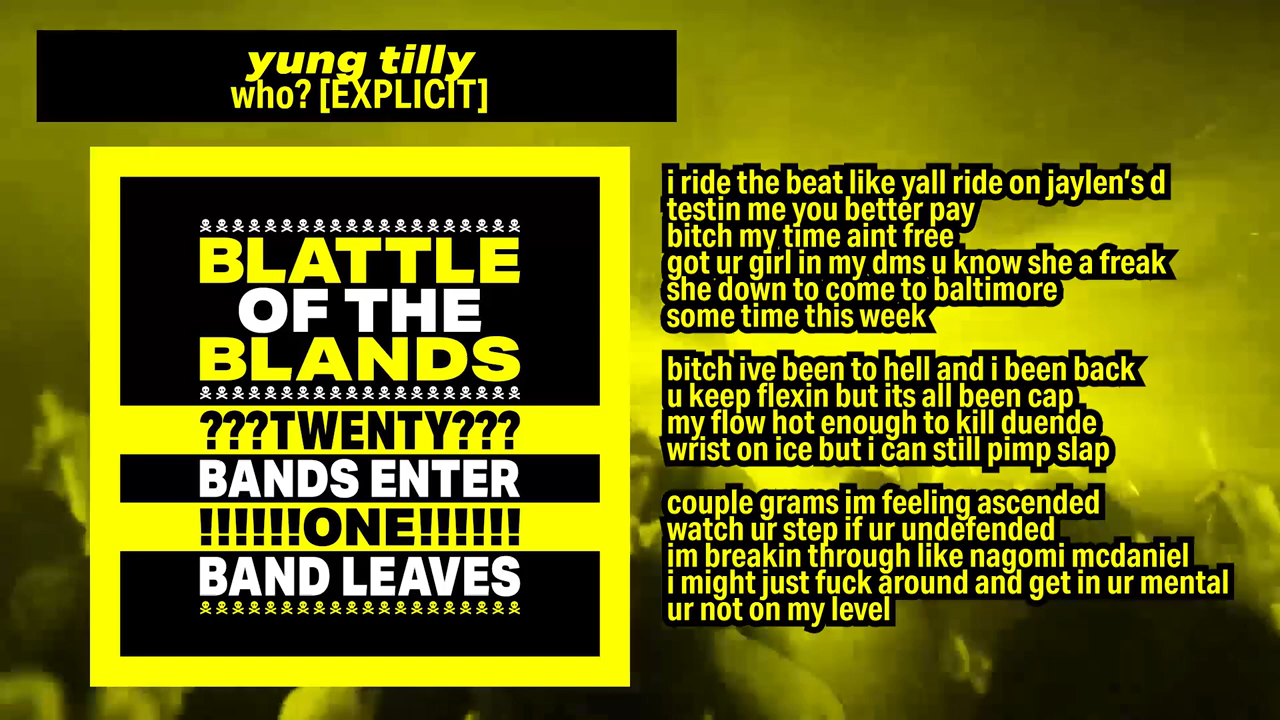 yung tilly
who? [EXPLICIT]
BLATTLE
OF THE
BLANDS
???TWENTY???
BANDS ENTER
!!!!!!ONE!!!!!!
BAND LEAVES
i ride the beat like yall ride on jaylen's d
testin me you better pay
bitch my time aint free
got ur girl in my dms u know she a freak
she down to come to baltimore
some time this week
bitch ive been to hell and i been back
u keep flexin but its all been cap
my flow hot enough to kill duende
wrist on ice but i can still pimp slap
couple grams im feeling ascended
watch ur step if ur undefended
im breakin through like nagomi mcdaniel
i might just fuck around and get in ur mental
ur not on my level